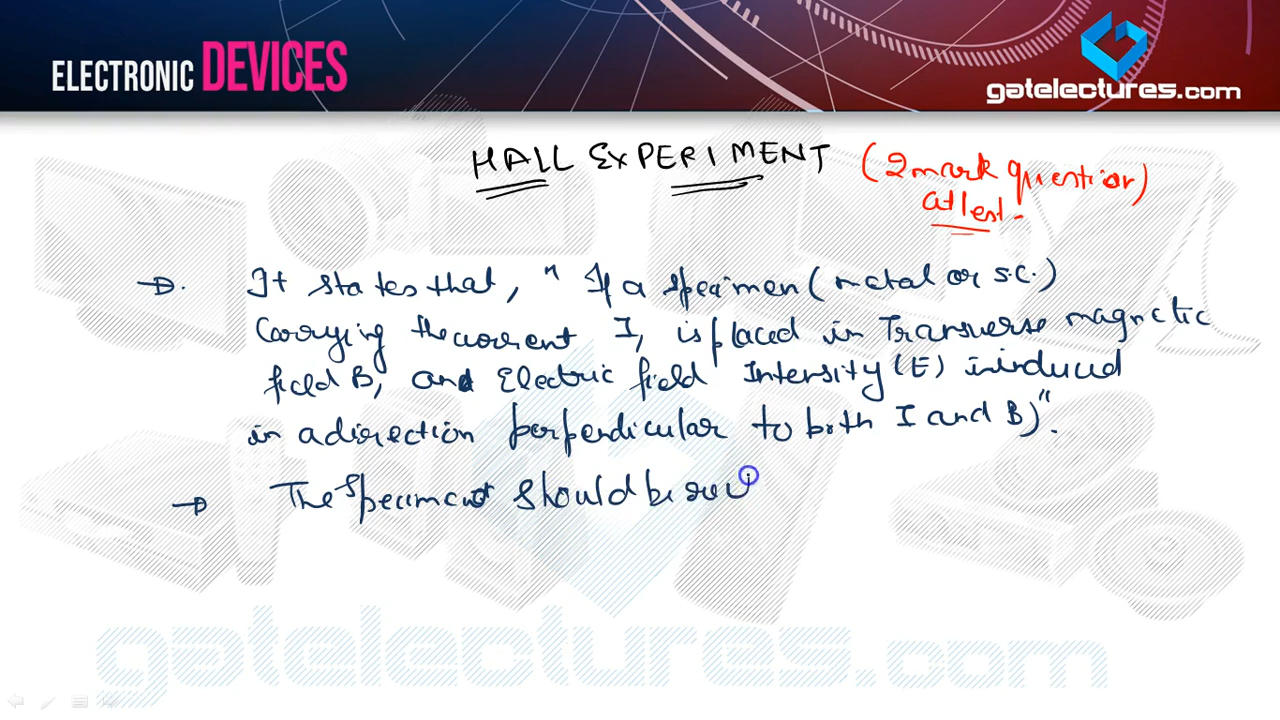 ELECTRONIC DEVICES
gatelectures.com
HALL EXPERIMENT (2 mark question)
atlest.
It states that, "If a specimen (metal or s.c.)
Carrying the current I, is placed in Transverse magnetic
field B, and Electric field Intensity (E) is induced
in a direction perpendicular to both I and B)".
The specimen should be
gatelectures.com